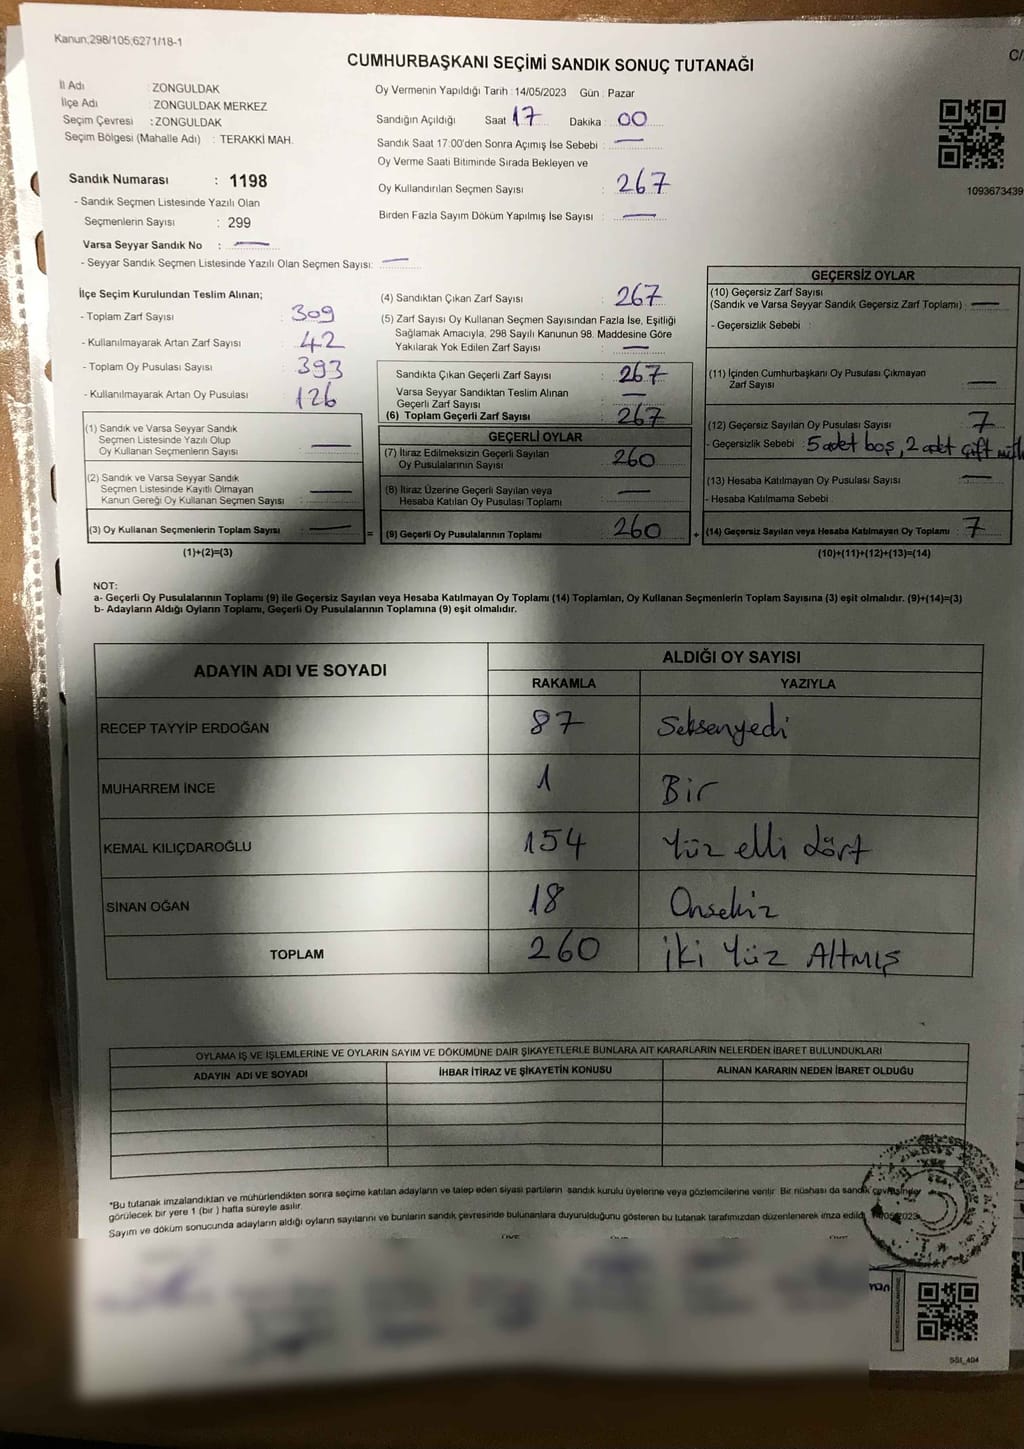 Kanun;298/105;6271/18-1
C/
CUMHURBAŞKANI SEÇİMİ SANDIK SONUÇ TUTANAĞI
İl Adı : ZONGULDAK
İlçe Adı : ZONGULDAK MERKEZ
Seçim Çevresi : ZONGULDAK
Seçim Bölgesi (Mahalle Adı) : TERAKKİ MAH.
Sandık Numarası : 1198
- Sandık Seçmen Listesinde Yazılı Olan
Seçmenlerin Sayısı : 299
Varsa Seyyar Sandık No : —
- Seyyar Sandık Seçmen Listesinde Yazılı Olan Seçmen Sayısı: —
Oy Vermenin Yapıldığı Tarih : 14/05/2023 Gün : Pazar
Sandığın Açıldığı Saat 17 Dakika : 00
Sandık Saat 17:00'den Sonra Açımış İse Sebebi : —
Oy Verme Saati Bitiminde Sırada Bekleyen ve
Oy Kullandırılan Seçmen Sayısı : 267
Birden Fazla Sayım Döküm Yapılmış İse Sayısı : —
1093673439
İlçe Seçim Kurulundan Teslim Alınan;
- Toplam Zarf Sayısı : 309
- Kullanılmayarak Artan Zarf Sayısı : 42
- Toplam Oy Pusulası Sayısı : 393
- Kullanılmayarak Artan Oy Pusulası : 126
(1) Sandık ve Varsa Seyyar Sandık
Seçmen Listesinde Yazılı Olup
Oy Kullanan Seçmenlerin Sayısı : —
(2) Sandık ve Varsa Seyyar Sandık
Seçmen Listesinde Kayıtlı Olmayan
Kanun Gereği Oy Kullanan Seçmen Sayısı : —
(3) Oy Kullanan Seçmenlerin Toplam Sayısı : —
(1)+(2)=(3)
(4) Sandıktan Çıkan Zarf Sayısı : 267
(5) Zarf Sayısı Oy Kullanan Seçmen Sayısından Fazla İse, Eşitliği
Sağlamak Amacıyla, 298 Sayılı Kanunun 98. Maddesine Göre
Yakılarak Yok Edilen Zarf Sayısı : —
Sandıkta Çıkan Geçerli Zarf Sayısı : 267
Varsa Seyyar Sandıktan Teslim Alınan
Geçerli Zarf Sayısı : —
(6) Toplam Geçerli Zarf Sayısı : 267
GEÇERLİ OYLAR
(7) İtiraz Edilmeksizin Geçerli Sayılan
Oy Pusulalarının Sayısı : 260
(8) İtiraz Üzerine Geçerli Sayılan veya
Hesaba Katılan Oy Pusulası Toplamı : —
= (9) Geçerli Oy Pusulalarının Toplamı : 260
GEÇERSİZ OYLAR
(10) Geçersiz Zarf Sayısı
(Sandık ve Varsa Seyyar Sandık Geçersiz Zarf Toplamı) : —
- Geçersizlik Sebebi :
(11) İçinden Cumhurbaşkanı Oy Pusulası Çıkmayan
Zarf Sayısı : —
(12) Geçersiz Sayılan Oy Pusulası Sayısı : 7
- Geçersizlik Sebebi : 5 adet boş, 2 adt çift
(13) Hesaba Katılmayan Oy Pusulası Sayısı : —
- Hesaba Katılmama Sebebi :
+ (14) Geçersiz Sayılan veya Hesaba Katılmayan Oy Toplamı : 7
(10)+(11)+(12)+(13)=(14)
NOT:
a- Geçerli Oy Pusulalarının Toplamı (9) ile Geçersiz Sayılan veya Hesaba Katılmayan Oy Toplamı (14) Toplamları, Oy Kullanan Seçmenlerin Toplam Sayısına (3) eşit olmalıdır. (9)+(14)=(3)
b- Adayların Aldığı Oyların Toplamı, Geçerli Oy Pusulalarının Toplamına (9) eşit olmalıdır.
ADAYIN ADI VE SOYADI
ALDIĞI OY SAYISI
RAKAMLA YAZIYLA
RECEP TAYYİP ERDOĞAN 87 Seksenyedi
MUHARREM İNCE 1 Bir
KEMAL KILIÇDAROĞLU 154 Yüz elli dört
SİNAN OĞAN 18 Onsekiz
TOPLAM 260 İki Yüz Altmış
OYLAMA İŞ VE İŞLEMLERİNE VE OYLARIN SAYIM VE DÖKÜMÜNE DAİR ŞİKAYETLERLE BUNLARA AİT KARARLARIN NELERDEN İBARET BULUNDUKLARI
ADAYIN ADI VE SOYADI İHBAR İTİRAZ VE ŞİKAYETİN KONUSU ALINAN KARARIN NEDEN İBARET OLDUĞU
*Bu tutanak imzalandıktan ve mühürlendikten sonra seçime katılan adayların ve talep eden siyasi partilerin sandık kurulu üyelerine veya gözlemcilerine verilir. Bir nüshası da sandık çevresinde
görülecek bir yere 1 (bir ) hafta süreyle asılır.
Sayım ve döküm sonucunda adayların aldığı oyların sayılarını ve bunların sandık çevresinde bulunanlara duyurulduğunu gösteren bu tutanak tarafımızdan düzenlenerek imza edildi.
SSI_404